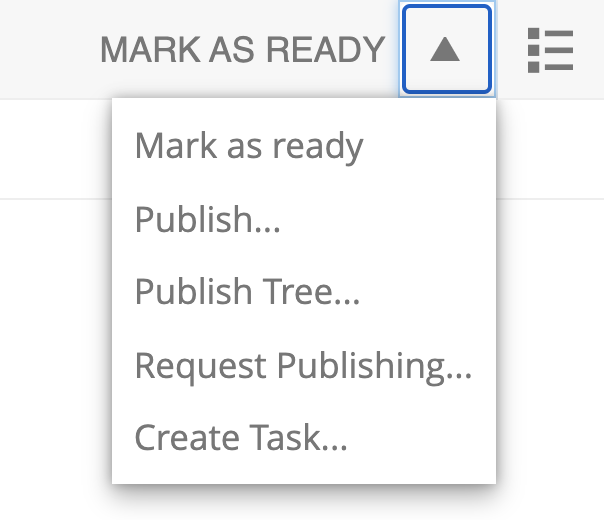 MARK AS READY
Mark as ready
Publish...
Publish Tree...
Request Publishing...
Create Task...